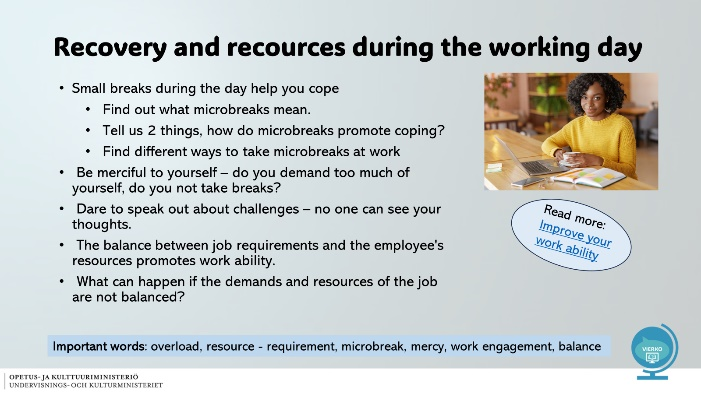 Recovery and recources during the working day
• Small breaks during the day help you cope
• Find out what microbreaks mean.
• Tell us 2 things, how do microbreaks promote coping?
• Find different ways to take microbreaks at work
• Be merciful to yourself – do you demand too much of
yourself, do you not take breaks?
• Dare to speak out about challenges – no one can see your
thoughts.
• The balance between job requirements and the employee's
resources promotes work ability.
• What can happen if the demands and resources of the job
are not balanced?
Read more:
Improve your
work ability
Important words: overload, resource - requirement, microbreak, mercy, work engagement, balance
VIERKO
OPETUS- JA KULTTUURIMINISTERIÖ
UNDERVISNINGS- OCH KULTURMINISTERIET